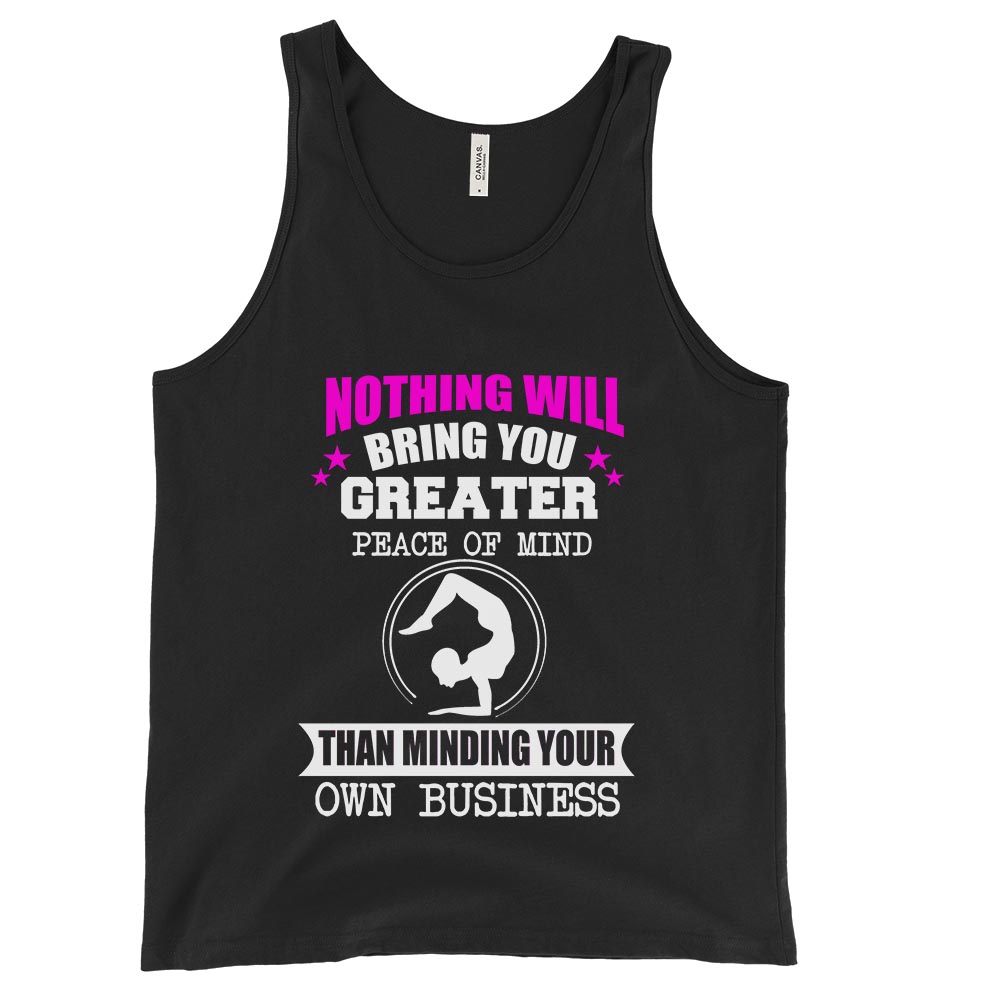 CANVAS.
NOTHING WILL
BRING YOU
GREATER
PEACE OF MIND
THAN MINDING YOUR
OWN BUSINESS